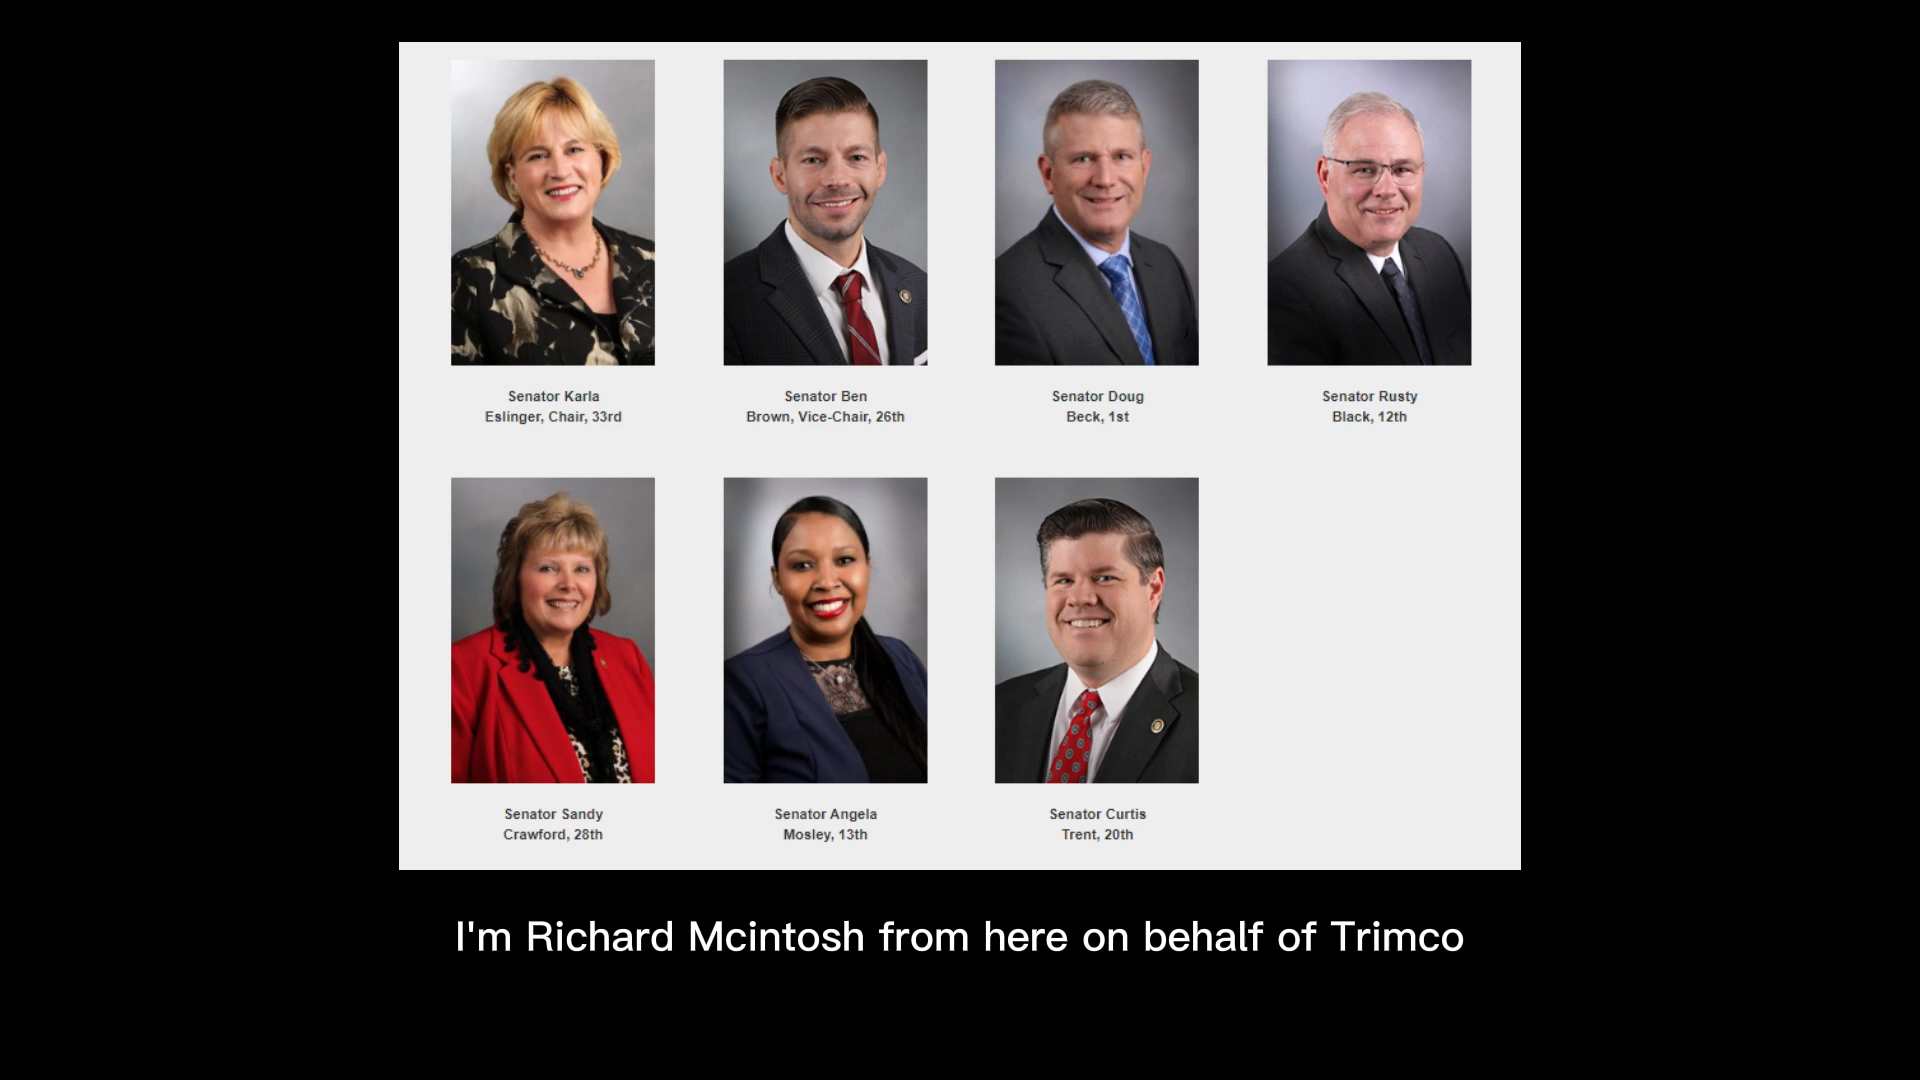 Senator Karla
Eslinger, Chair, 33rd
Senator Ben
Brown, Vice-Chair, 26th
Senator Doug
Beck, 1st
Senator Rusty
Black, 12th
Senator Sandy
Crawford, 28th
Senator Angela
Mosley, 13th
Senator Curtis
Trent, 20th
I'm Richard Mcintosh from here on behalf of Trimco